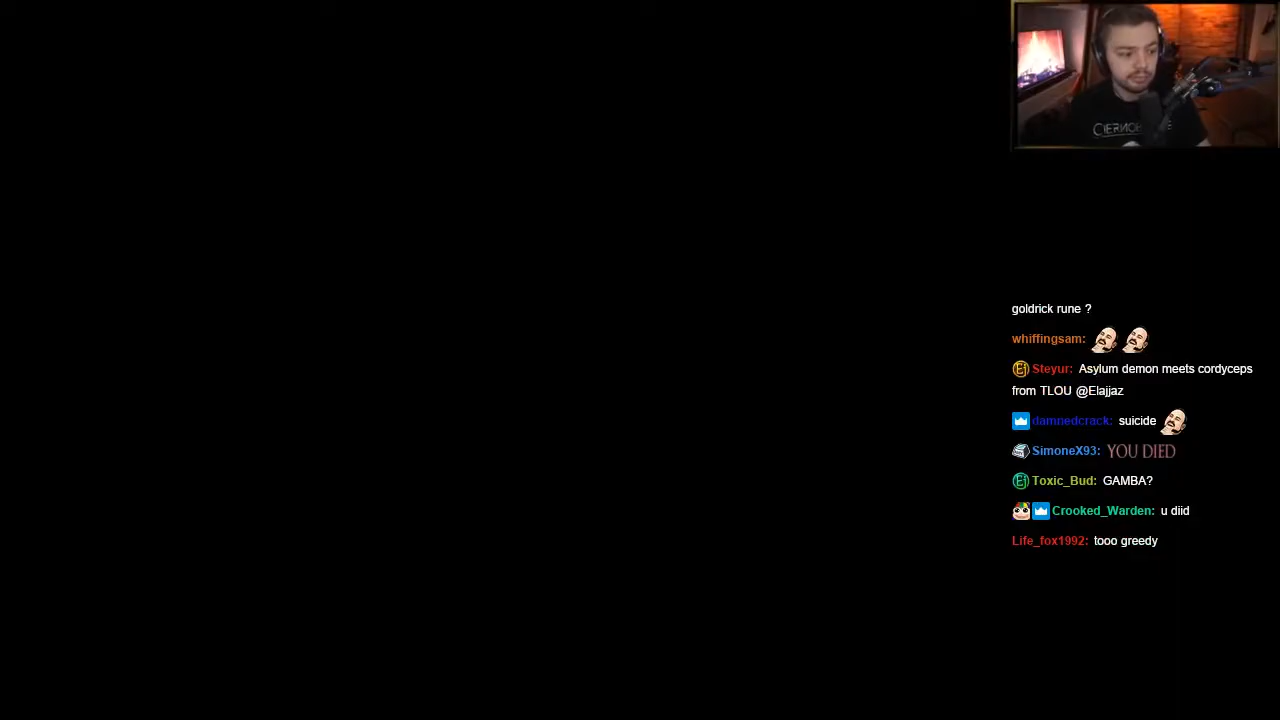 goldrick rune ?
whiffingsam:
Steyur: Asylum demon meets cordyceps
from TLOU @Elajjaz
damnedcrack: suicide
SimoneX93: YOU DIED
Toxic_Bud: GAMBA?
Crooked_Warden: u diid
Life_fox1992: tooo greedy